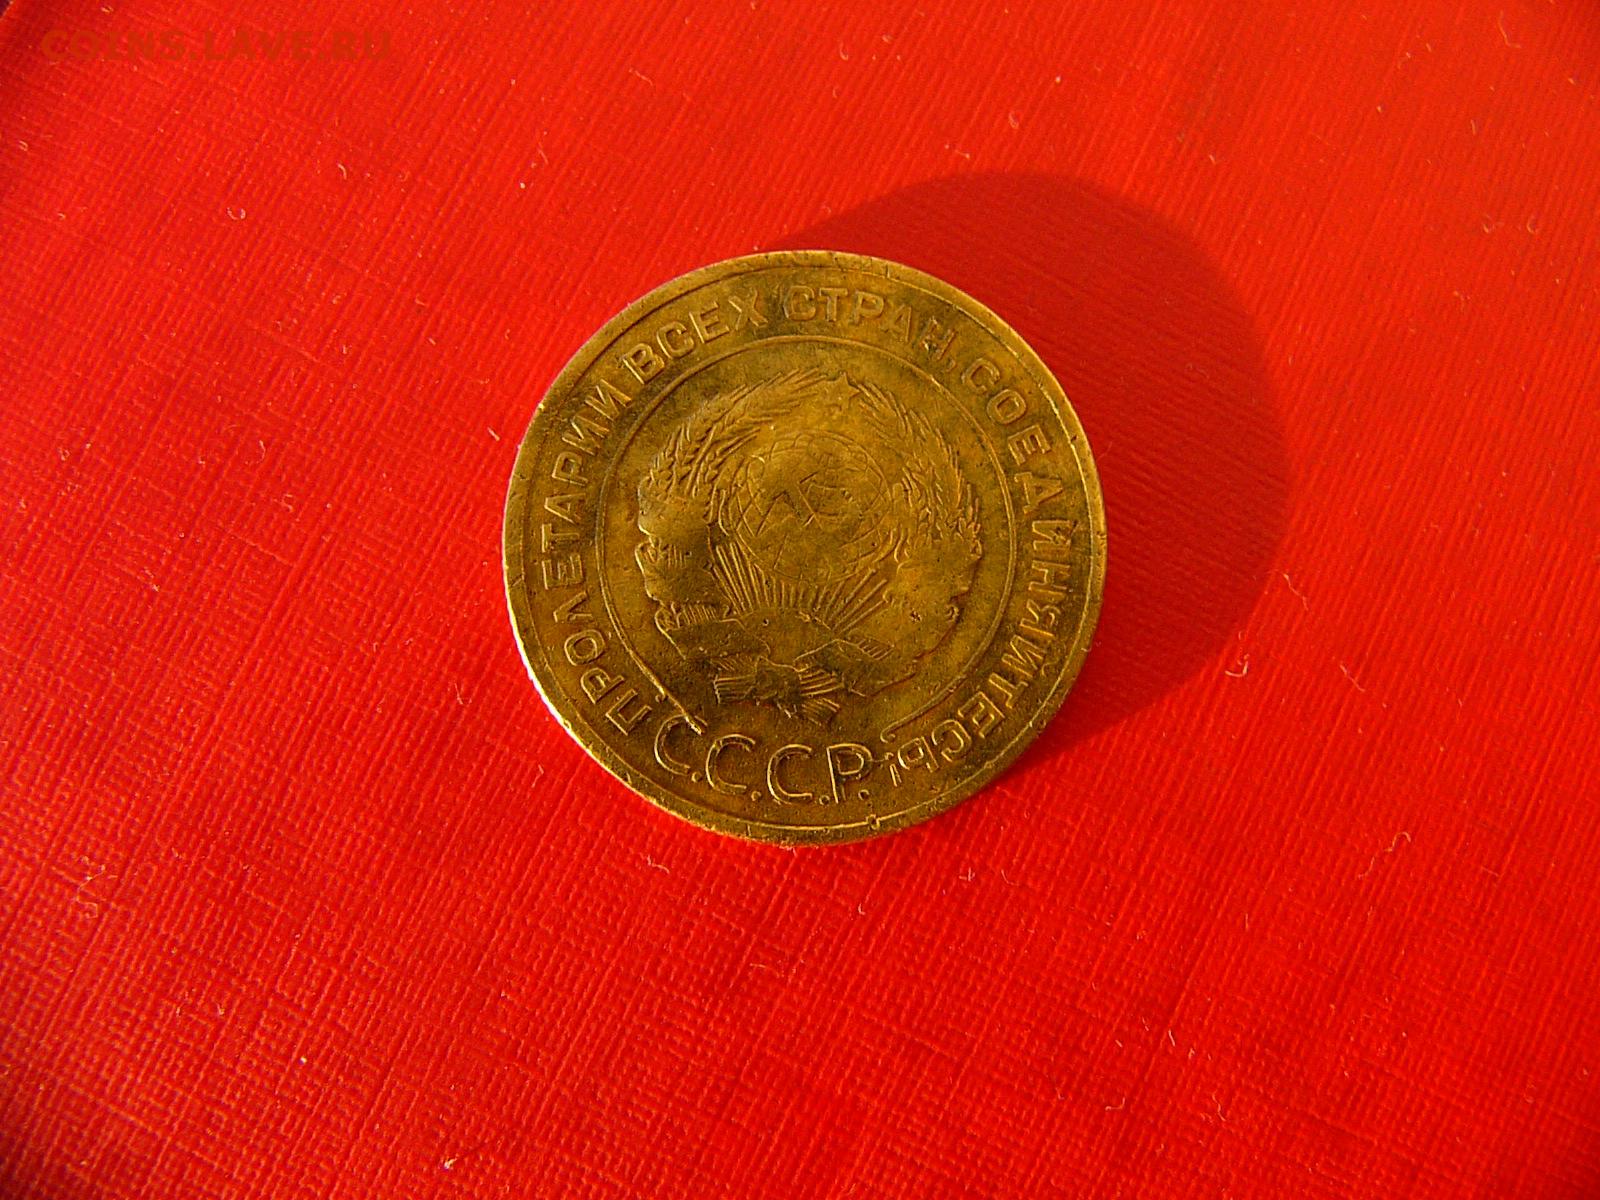 COINS.LAVE.RU
ПРОЛЕТАРИИ ВСЕХ СТРАН, СОЕДИНЯЙТЕСЬ!
С.С.С.Р.